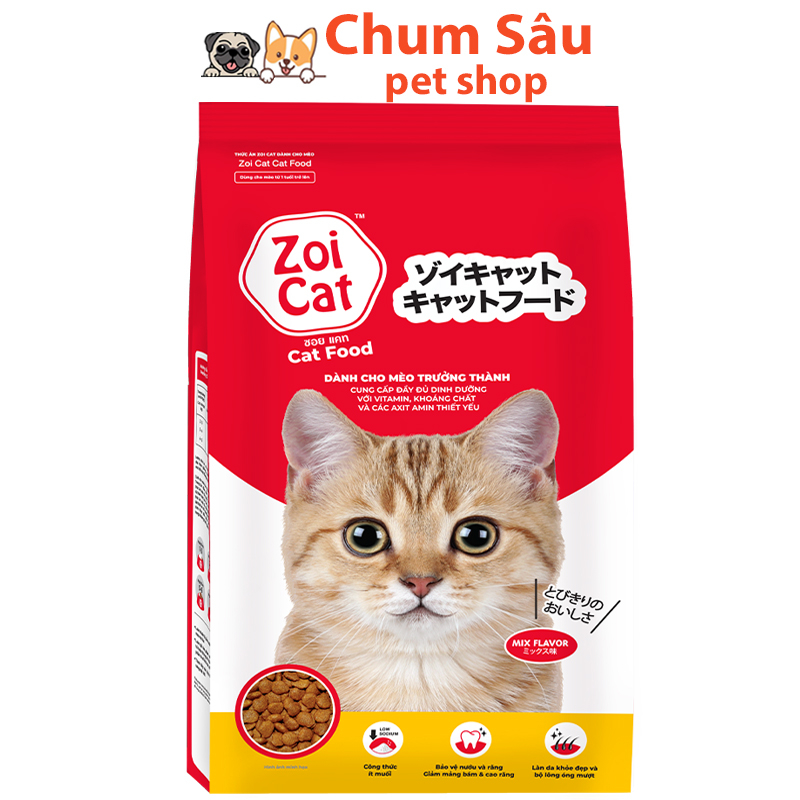 Chum Sâu
pet shop
THỨC ĂN ZOI CAT DÀNH CHO MÈO
Zoi Cat Cat Food
Dùng cho mèo từ 1 tuổi trở lên
Zoi
Cat
™
ซอย แคท
Cat Food
ゾイキャット
キャットフード
DÀNH CHO MÈO TRƯỞNG THÀNH
CUNG CẤP ĐẦY ĐỦ DINH DƯỠNG
VỚI VITAMIN, KHOÁNG CHẤT
VÀ CÁC AXIT AMIN THIẾT YẾU
とびきりの
おいしさ
MIX FLAVOR
ミックス味
LOW
SODIUM
Công thức
ít muối
Bảo vệ nướu và răng
Giảm mảng bám & cao răng
Làn da khỏe đẹp và
bộ lông óng mượt